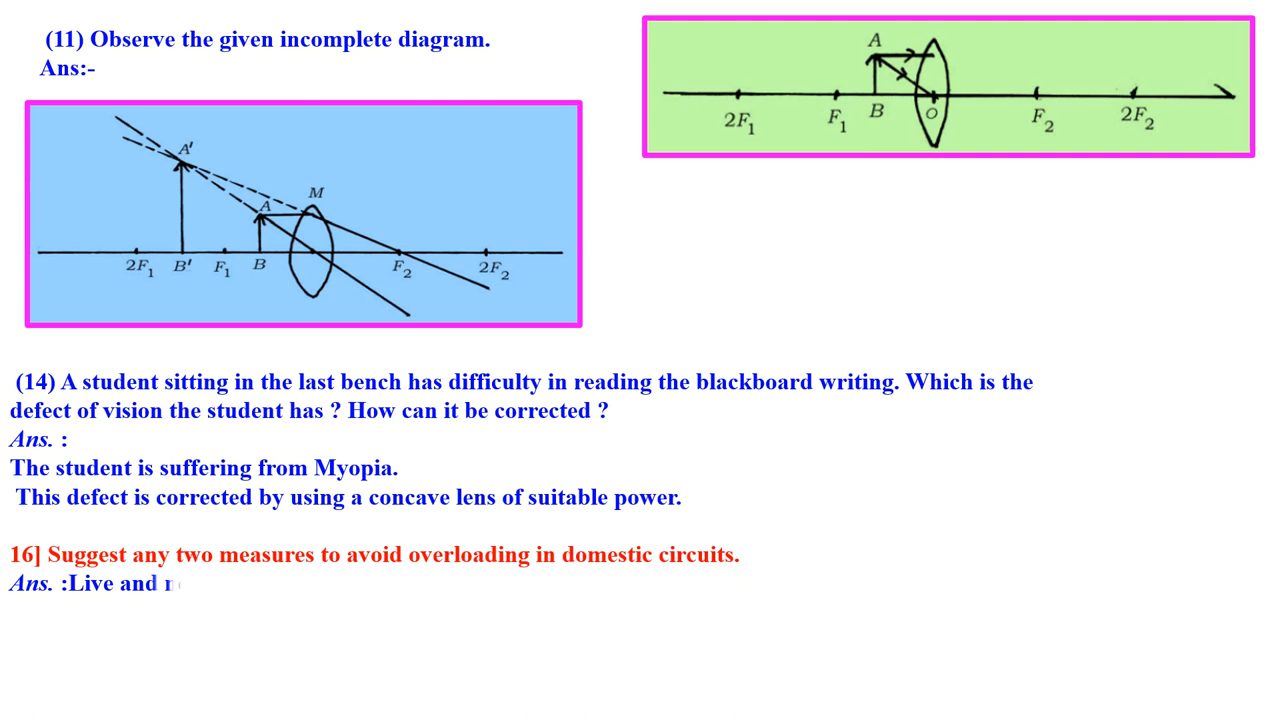 (11) Observe the given incomplete diagram.
Ans:-
A
2F₁ F₁ B O F₂ 2F₂
A'
M
A
2F₁ B' F₁ B F₂ 2F₂
(14) A student sitting in the last bench has difficulty in reading the blackboard writing. Which is the
defect of vision the student has ? How can it be corrected ?
Ans. :
The student is suffering from Myopia.
This defect is corrected by using a concave lens of suitable power.
16] Suggest any two measures to avoid overloading in domestic circuits.
Ans. :Live and